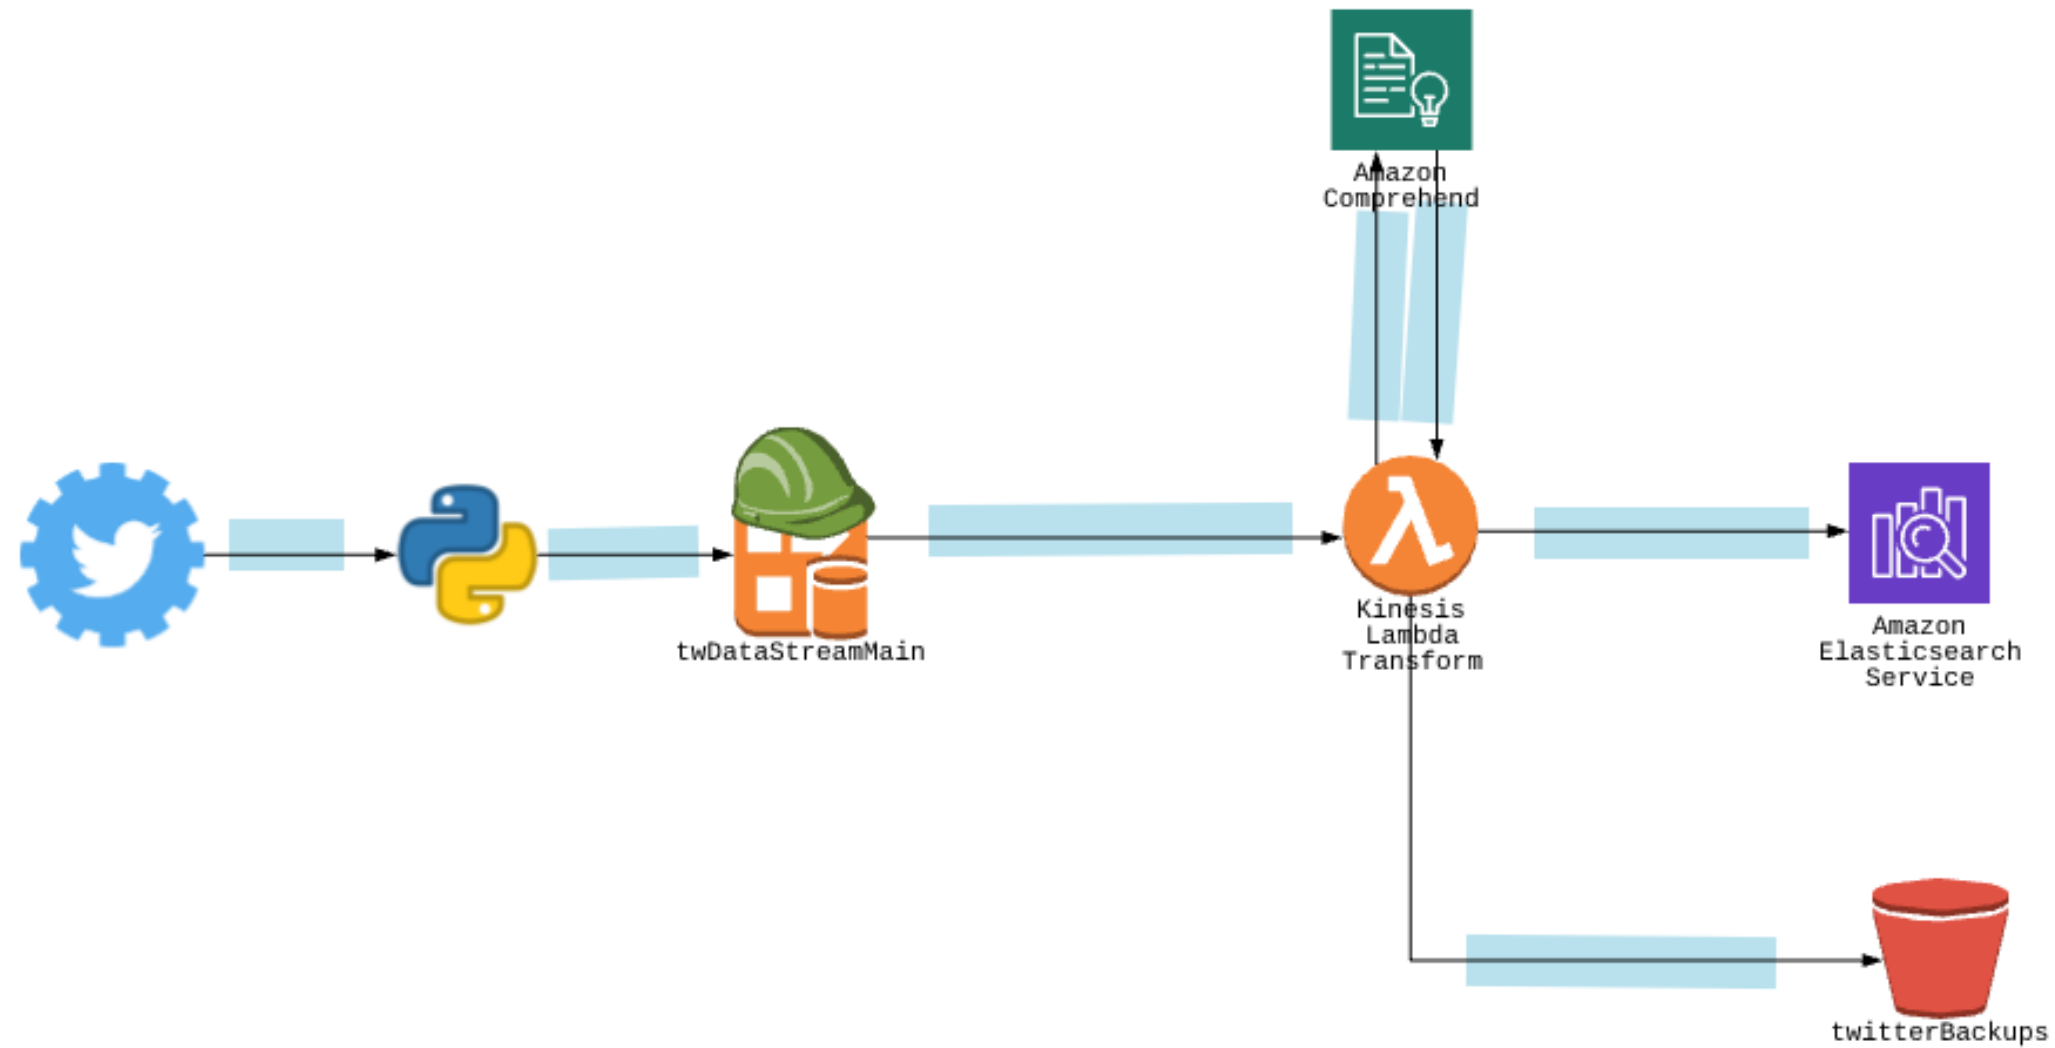 Amazon
Comprehend
twDataStreamMain
Kinesis
Lambda
Transform
Amazon
Elasticsearch
Service
twitterBackups